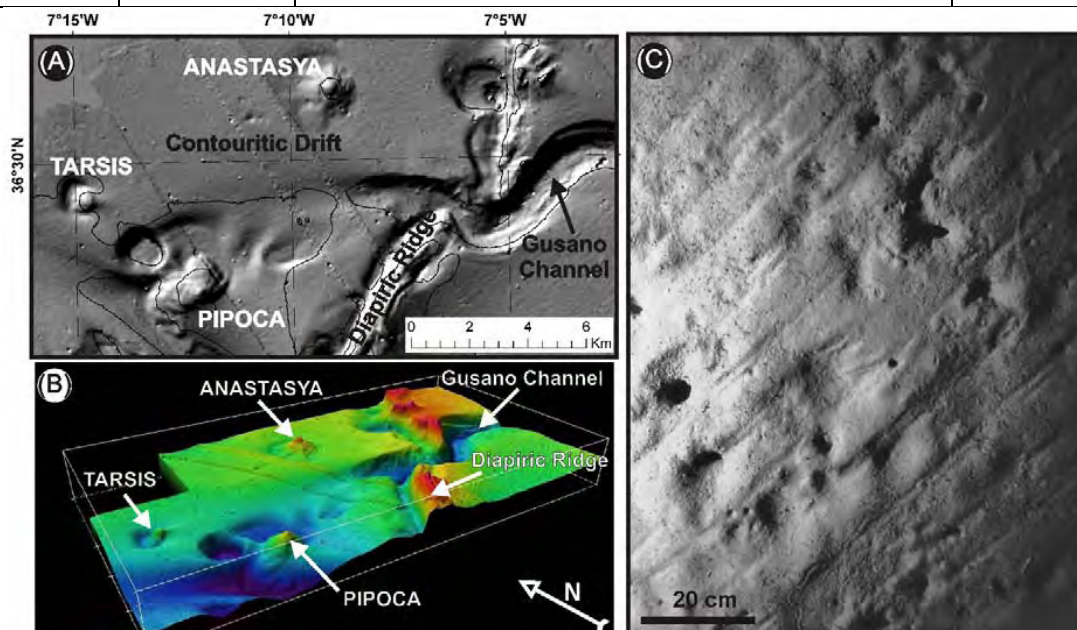 7°15'W
7°10'W
7°5'W
(A)
ANASTASYA
Contouritic Drift
36°30'N
TARSIS
Gusano
Channel
Diapiric Ridge
PIPOCA
0 2 4 6
Km
(B)
ANASTASYA
Gusano Channel
TARSIS
Diapiric Ridge
PIPOCA
N
(C)
20 cm